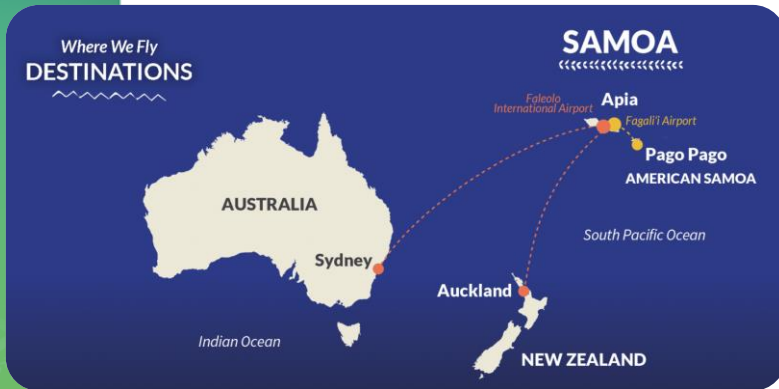 Where We Fly
DESTINATIONS
SAMOA
Faleolo
International Airport
Apia
Fagali'i Airport
Pago Pago
AMERICAN SAMOA
AUSTRALIA
South Pacific Ocean
Sydney
Auckland
Indian Ocean
NEW ZEALAND